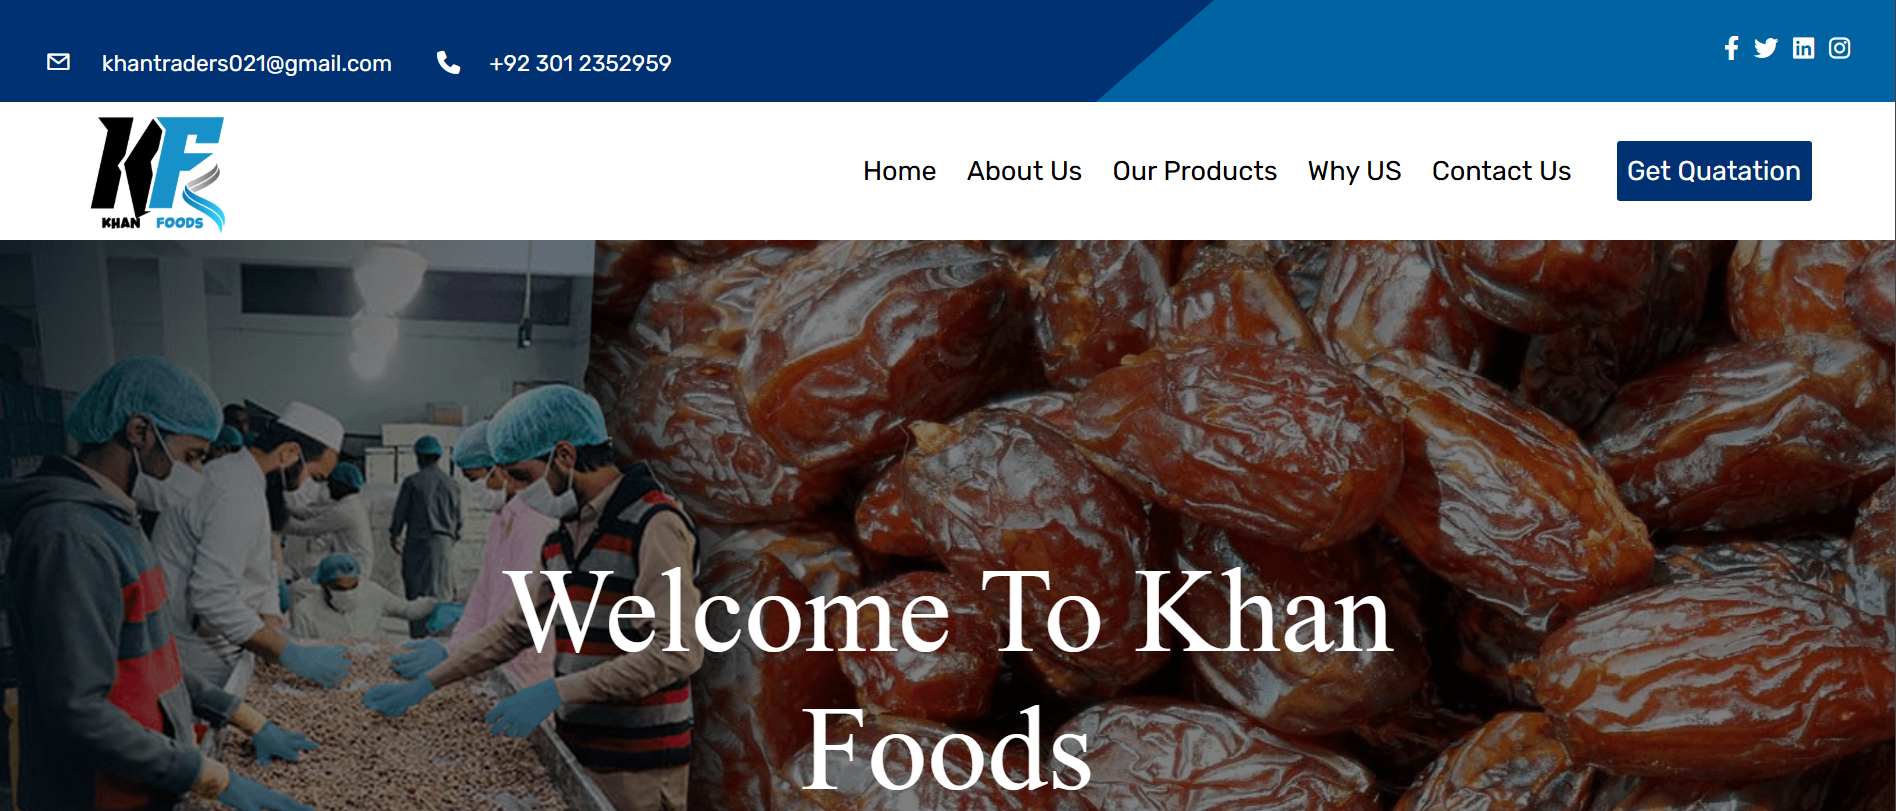 khantraders021@gmail.com +92 301 2352959
KF
KHAN FOODS
Home About Us Our Products Why US Contact Us Get Quatation
Welcome To Khan
Foods